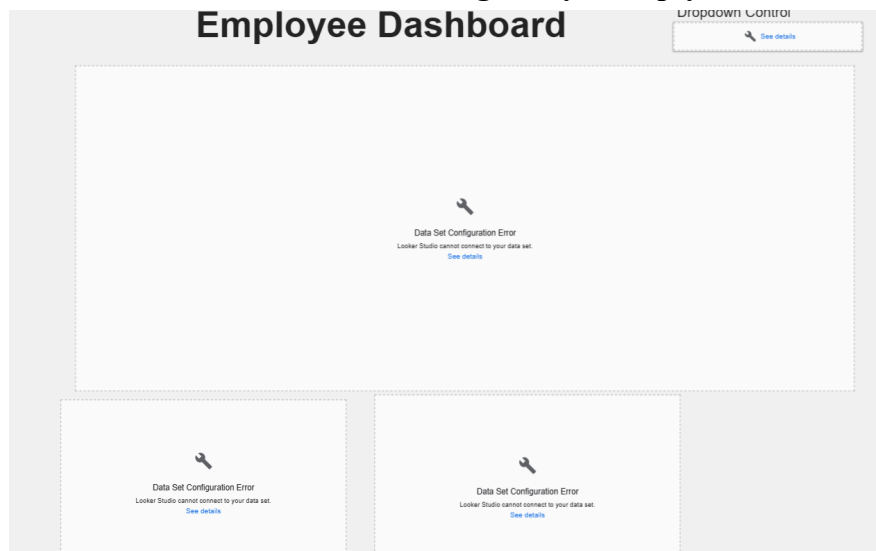 Employee Dashboard
Dropdown Control
See details
Data Set Configuration Error
Looker Studio cannot connect to your data set.
See details
Data Set Configuration Error
Looker Studio cannot connect to your data set.
See details
Data Set Configuration Error
Looker Studio cannot connect to your data set.
See details